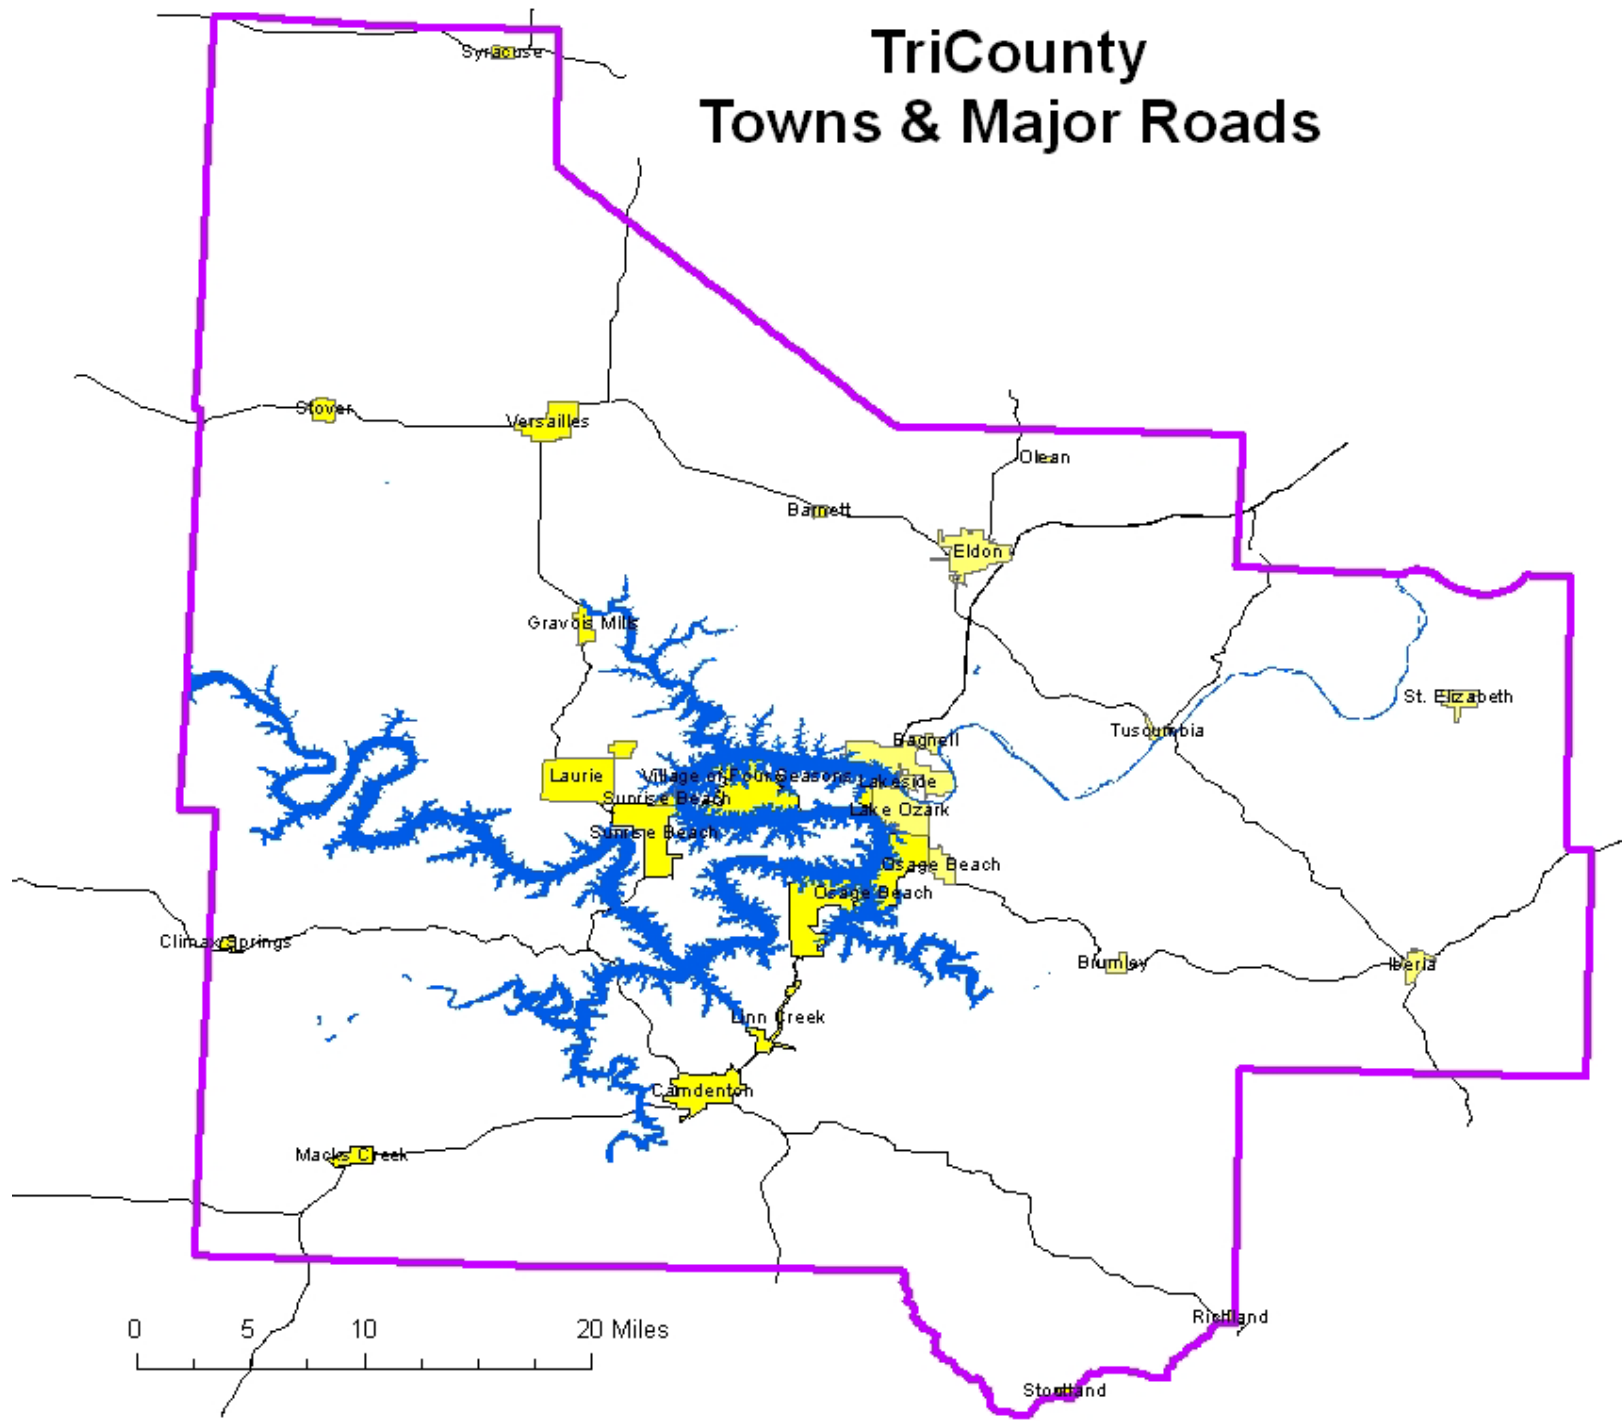 TriCounty
Towns & Major Roads
Syracuse
Stover
Versailles
Olean
Barnett
Eldon
Gravois Mills
St. Elizabeth
Tuscumbia
Bagnell
Laurie
Village of Four Seasons
Lakeside
Sunrise Beach
Lake Ozark
Sunrise Beach
Osage Beach
Osage Beach
Climax Springs
Brumley
Iberia
Linn Creek
Camdenton
Macks Creek
Richland
0 5 10 20 Miles
Stoutland